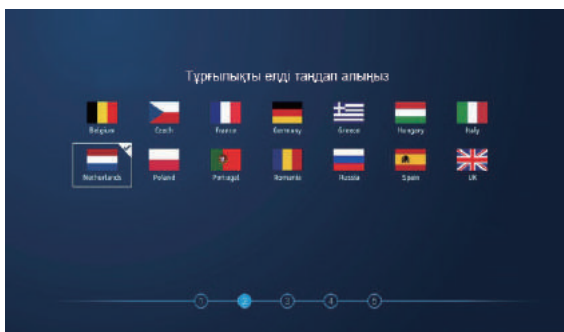 Тұрғылықты елді таңдап алыңыз
Belgium Czech France Germany Greece Hungary Italy
Netherlands Poland Portugal Romania Russia Spain UK
1 2 3 4 5